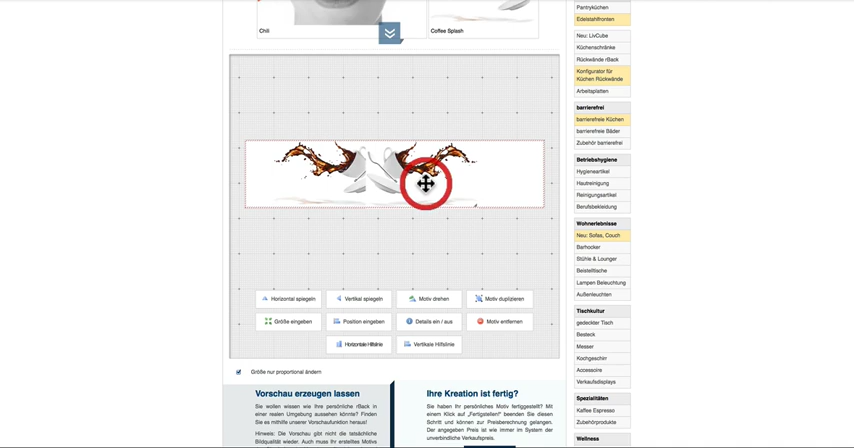 Chili
Coffee Splash
Horizontal spiegeln
Vertikal spiegeln
Motiv drehen
Motiv duplizieren
Größe eingeben
Position eingeben
Details ein / aus
Motiv entfernen
Horizontale Hilfslinie
Vertikale Hilfslinie
Größe nur proportional ändern
Vorschau erzeugen lassen
Sie wollen wissen wie Ihre persönliche rBack in
einer realen Umgebung aussehen könnte? Finden
Sie es mithilfe unserer Vorschaufunktion heraus!
Hinweis: Die Vorschau gibt nicht die tatsächliche
Bildqualität wieder. Auch muss Ihr erstelltes Motivs
Ihre Kreation ist fertig?
Sie haben Ihr persönliches Motiv fertiggestellt? Mit
einem Klick auf „Fertigstellen!" beenden Sie diesen
Schritt und können zur Preisberechnung gelangen.
Der angegeben Preis ist wie immer im System der
unverbindliche Verkaufspreis.
Pantryküchen
Edelstahlfronten
Neu: LivCube
Küchenschränke
Rückwände rBack
Konfigurator für
Küchen Rückwände
Arbeitsplatten
barrierefrei
barrierefreie Küchen
barrierefreie Bäder
Zubehör barrierefrei
Betriebshygiene
Hygieneartikel
Hautreinigung
Reinigungsartikel
Berufsbekleidung
Wohnerlebnisse
Neu: Sofas, Couch
Barhocker
Stühle & Lounger
Beistelltische
Lampen Beleuchtung
Außenleuchten
Tischkultur
gedeckter Tisch
Besteck
Messer
Kochgeschirr
Accessoire
Verkaufsdisplays
Spezialitäten
Kaffee Espresso
Zubehörprodukte
Wellness